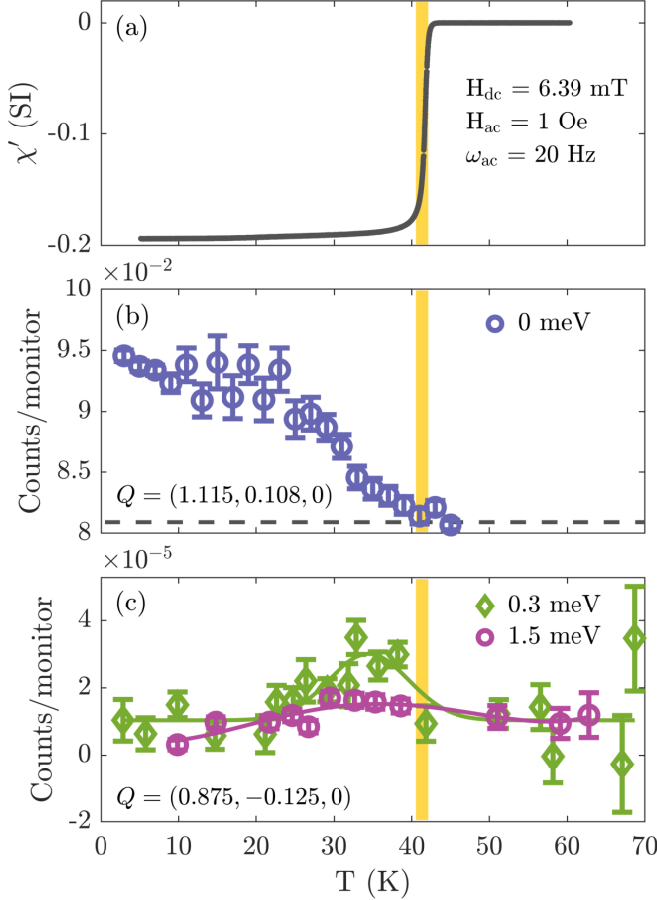 (a)
0
-0.1
-0.2
χ′ (SI)
H_dc = 6.39 mT
H_ac = 1 Oe
ω_ac = 20 Hz
×10⁻²
(b)
0 meV
10
9.5
9
8.5
8
Counts/monitor
Q = (1.115, 0.108, 0)
×10⁻⁵
(c)
0.3 meV
1.5 meV
4
2
0
-2
Counts/monitor
Q = (0.875, −0.125, 0)
0 10 20 30 40 50 60 70
T (K)